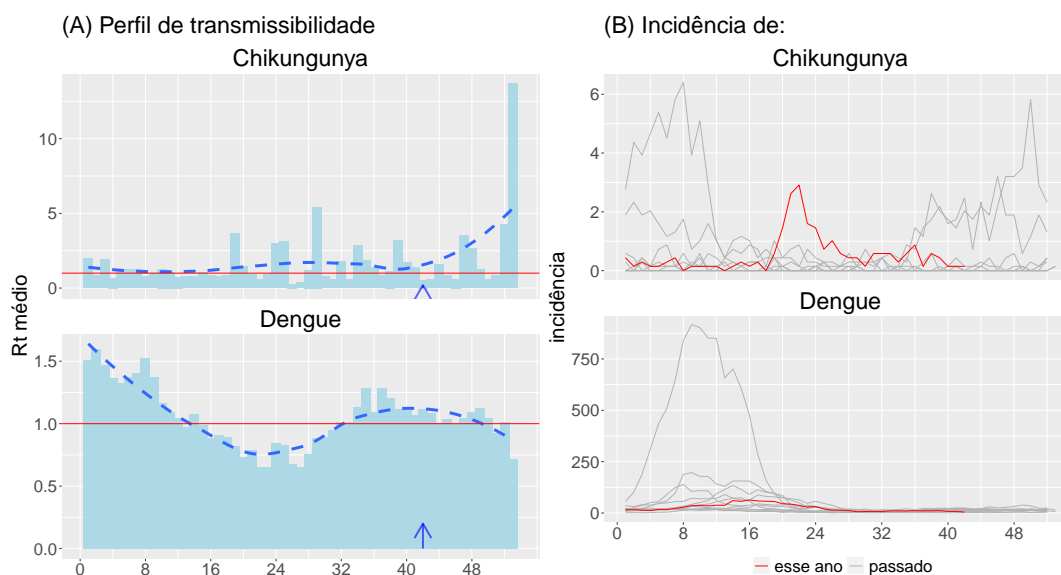 (A) Perfil de transmissibilidade
Chikungunya
10
5
0
Dengue
1.5
1.0
0.5
0.0
0 8 16 24 32 40 48
Rt médio
(B) Incidência de:
Chikungunya
6
4
2
0
Dengue
750
500
250
0
0 8 16 24 32 40 48
incidência
esse ano passado